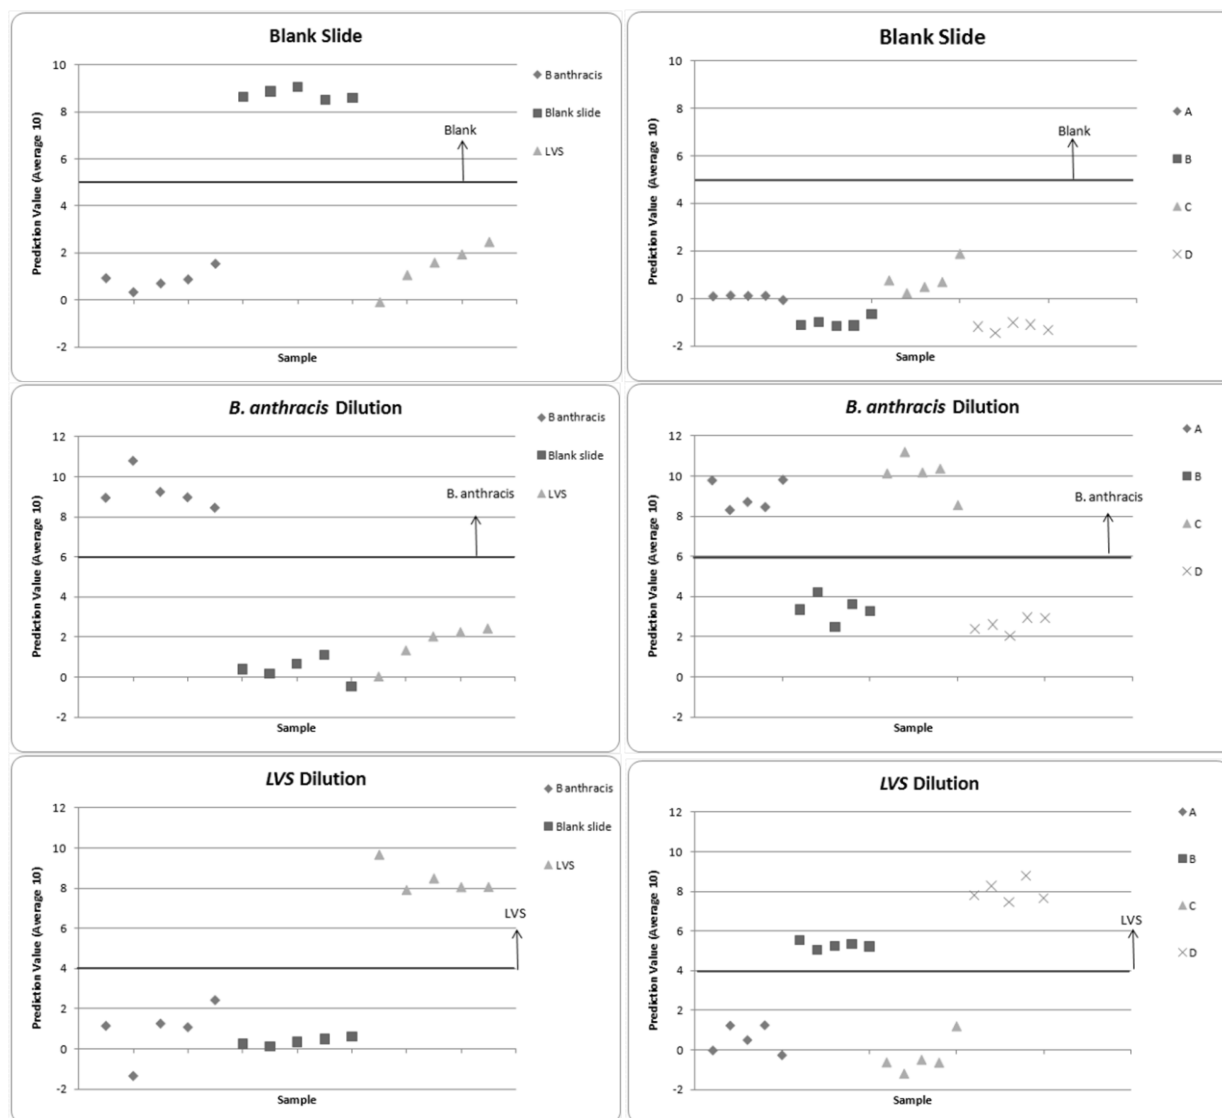 Blank Slide
10
8
6
4
2
0
-2
Prediction Value (Average 10)
Sample
Blank
B anthracis
Blank slide
LVS
Blank Slide
10
8
6
4
2
0
-2
Prediction Value (Average 10)
Sample
Blank
A
B
C
D
B. anthracis Dilution
12
10
8
6
4
2
0
-2
Prediction Value (Average 10)
Sample
B. anthracis
B anthracis
Blank slide
LVS
B. anthracis Dilution
12
10
8
6
4
2
0
-2
Prediction Value (Average 10)
Sample
B. anthracis
A
B
C
D
LVS Dilution
12
10
8
6
4
2
0
-2
Prediction Value (Average 10)
Sample
LVS
B anthracis
Blank slide
LVS
LVS Dilution
12
10
8
6
4
2
0
-2
Prediction Value (Average 10)
Sample
LVS
A
B
C
D